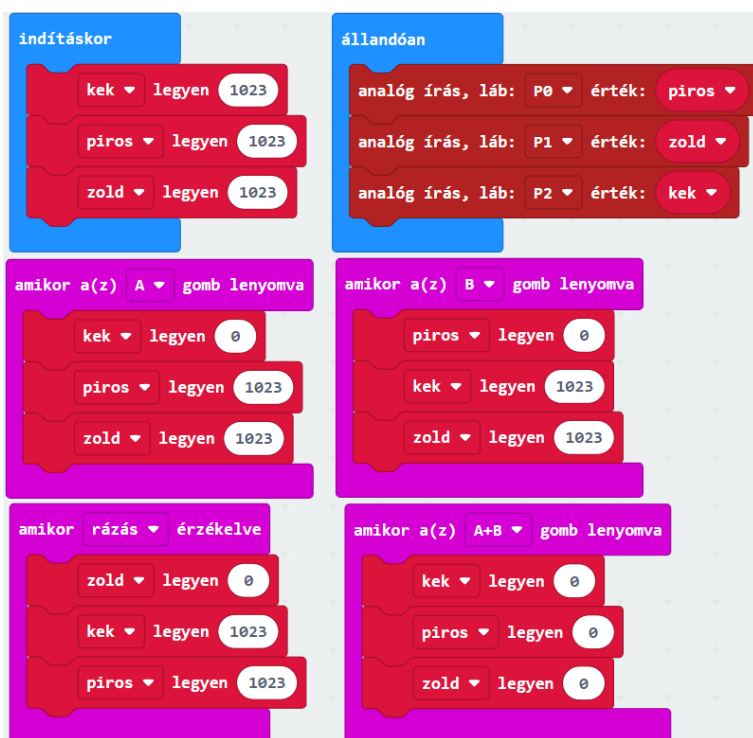 indításkor
kek legyen 1023
piros legyen 1023
zold legyen 1023
állandóan
analóg írás, láb: P0 érték: piros
analóg írás, láb: P1 érték: zold
analóg írás, láb: P2 érték: kek
amikor a(z) A gomb lenyomva
kek legyen 0
piros legyen 1023
zold legyen 1023
amikor a(z) B gomb lenyomva
piros legyen 0
kek legyen 1023
zold legyen 1023
amikor rázás érzékelve
zold legyen 0
kek legyen 1023
piros legyen 1023
amikor a(z) A+B gomb lenyomva
kek legyen 0
piros legyen 0
zold legyen 0